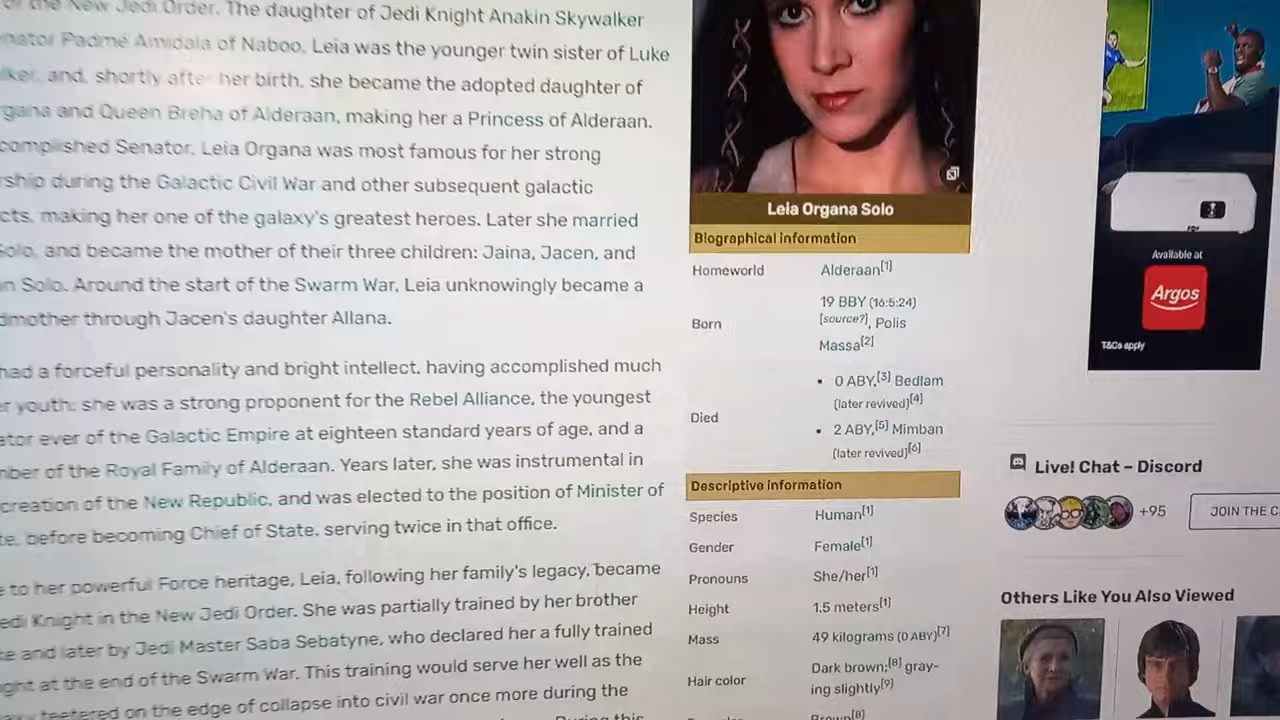 of the New Jedi Order. The daughter of Jedi Knight Anakin Skywalker
Padmé Amidala of Naboo, Leia was the younger twin sister of Luke
and, shortly after her birth, she became the adopted daughter of
and Queen Breha of Alderaan, making her a Princess of Alderaan.
Senator, Leia Organa was most famous for her strong
during the Galactic Civil War and other subsequent galactic
making her one of the galaxy's greatest heroes. Later she married
Solo, and became the mother of their three children: Jaina, Jacen, and
Solo. Around the start of the Swarm War, Leia unknowingly became a
through Jacen's daughter Allana.
had a forceful personality and bright intellect, having accomplished much
youth: she was a strong proponent for the Rebel Alliance, the youngest
ever of the Galactic Empire at eighteen standard years of age, and a
of the Royal Family of Alderaan. Years later, she was instrumental in
creation of the New Republic, and was elected to the position of Minister of
before becoming Chief of State, serving twice in that office.
to her powerful Force heritage, Leia, following her family's legacy, became
Knight in the New Jedi Order. She was partially trained by her brother
and later by Jedi Master Saba Sebatyne, who declared her a fully trained
at the end of the Swarm War. This training would serve her well as the
teetered on the edge of collapse into civil war once more during the
During this
Leia Organa Solo
Biographical information
Homeworld Alderaan[1]
Born 19 BBY (16:5:24)
[source?], Polis
Massa[2]
Died • 0 ABY,[3] Bedlam
(later revived)[4]
• 2 ABY,[5] Mimban
(later revived)[6]
Descriptive information
Species Human[1]
Gender Female[1]
Pronouns She/her[1]
Height 1.5 meters[1]
Mass 49 kilograms (0 ABY)[7]
Hair color Dark brown;[8] gray-
ing slightly[9]
Brown[8]
Available at
Argos
T&Cs apply
Live! Chat – Discord
+95
JOIN THE
Others Like You Also Viewed